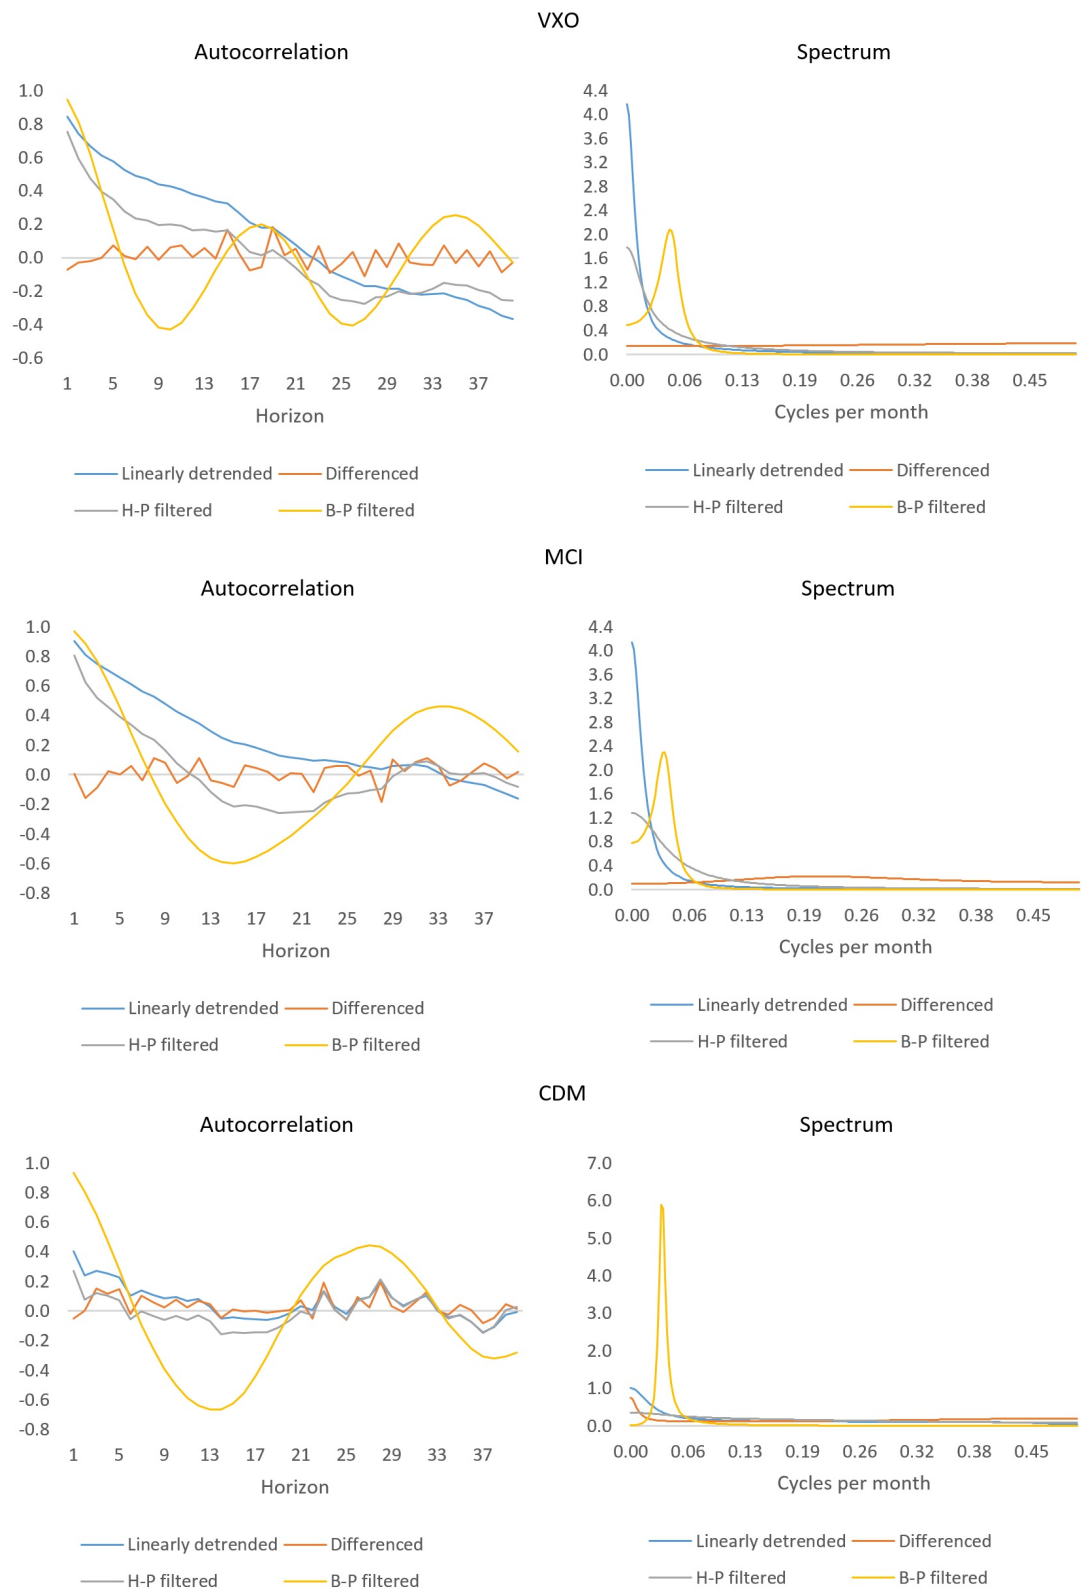 VXO
Autocorrelation
1.0
0.8
0.6
0.4
0.2
0.0
-0.2
-0.4
-0.6
1 5 9 13 17 21 25 29 33 37
Horizon
Linearly detrended Differenced
H-P filtered B-P filtered
Spectrum
4.4
4.0
3.6
3.2
2.8
2.4
2.0
1.6
1.2
0.8
0.4
0.0
0.00 0.06 0.13 0.19 0.26 0.32 0.38 0.45
Cycles per month
Linearly detrended Differenced
H-P filtered B-P filtered
MCI
Autocorrelation
1.0
0.8
0.6
0.4
0.2
0.0
-0.2
-0.4
-0.6
-0.8
1 5 9 13 17 21 25 29 33 37
Horizon
Linearly detrended Differenced
H-P filtered B-P filtered
Spectrum
4.4
4.0
3.6
3.2
2.8
2.4
2.0
1.6
1.2
0.8
0.4
0.0
0.00 0.06 0.13 0.19 0.26 0.32 0.38 0.45
Cycles per month
Linearly detrended Differenced
H-P filtered B-P filtered
CDM
Autocorrelation
1.0
0.8
0.6
0.4
0.2
0.0
-0.2
-0.4
-0.6
-0.8
1 5 9 13 17 21 25 29 33 37
Horizon
Linearly detrended Differenced
H-P filtered B-P filtered
Spectrum
7.0
6.0
5.0
4.0
3.0
2.0
1.0
0.0
0.00 0.06 0.13 0.19 0.26 0.32 0.38 0.45
Cycles per month
Linearly detrended Differenced
H-P filtered B-P filtered